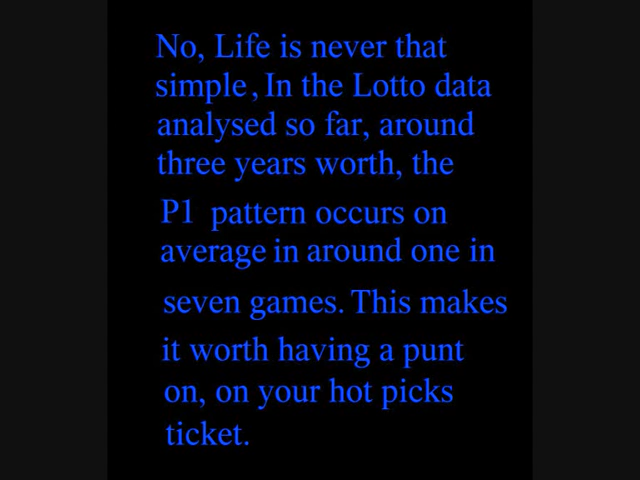 No, Life is never that
simple, In the Lotto data
analysed so far, around
three years worth, the
P1 pattern occurs on
average in around one in
seven games. This makes
it worth having a punt
on, on your hot picks
ticket.